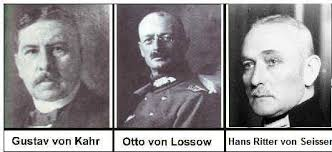 Gustav von Kahr
Otto von Lossow
Hans Ritter von Seisser